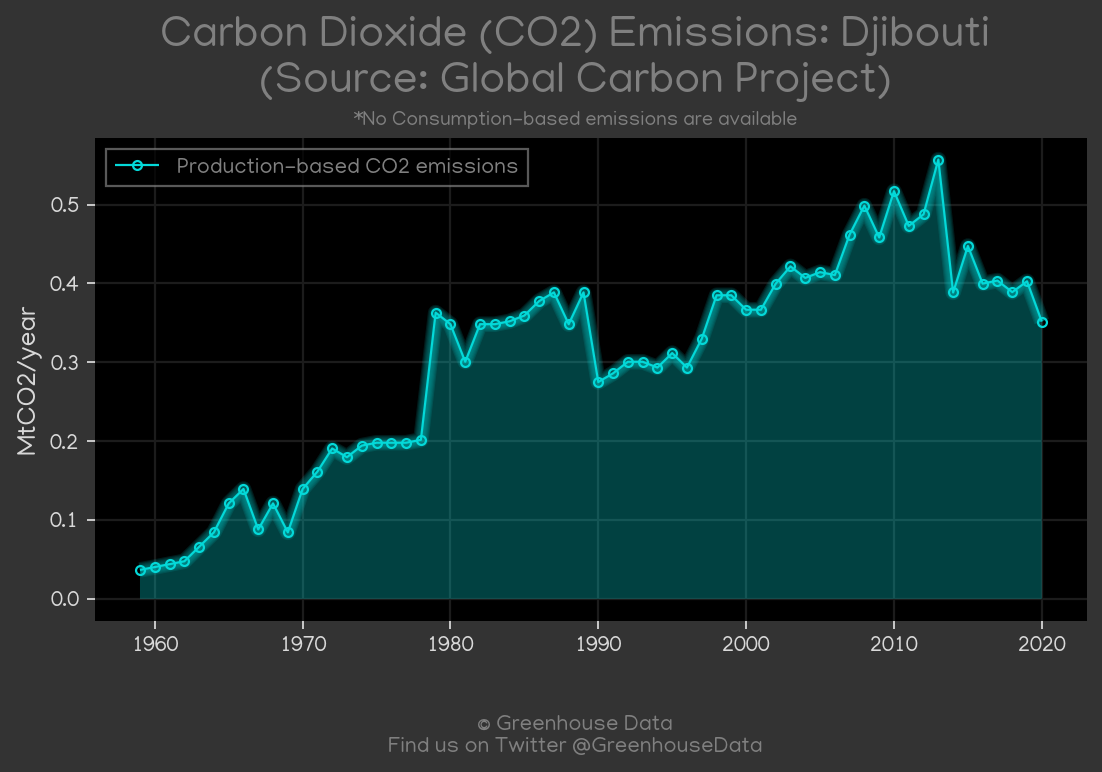 Carbon Dioxide (CO2) Emissions: Djibouti
(Source: Global Carbon Project)
*No Consumption-based emissions are available
Production-based CO2 emissions
0.5
0.4
0.3
0.2
0.1
0.0
MtCO2/year
1960 1970 1980 1990 2000 2010 2020
© Greenhouse Data
Find us on Twitter @GreenhouseData